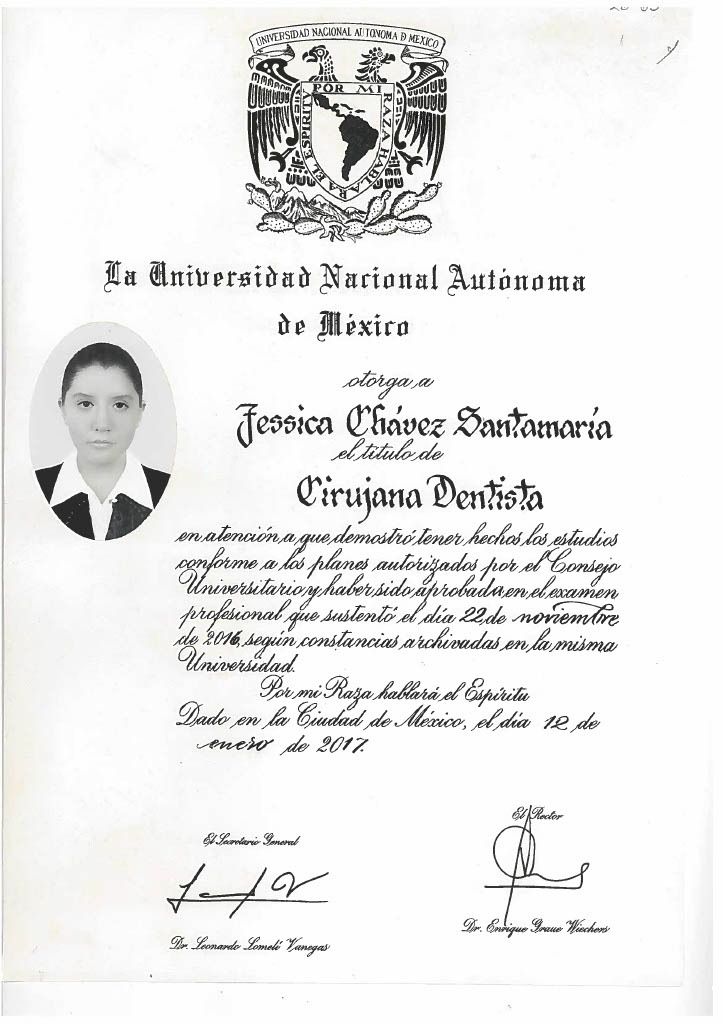 UNIVERSIDAD NACIONAL AUTONOMA D MEXICO
POR MI RAZA HABLARA EL ESPIRITU
La Universidad Nacional Autónoma
de México
otorga a
Jessica Chávez Santamaría
el título de
Cirujana Dentista
en atención a que demostró tener hechos los estudios
conforme a los planes autorizados por el Consejo
Universitario y haber sido aprobada en el examen
profesional que sustentó el día 22 de noviembre
de 2016, según constancias archivadas en la misma
Universidad.
Por mi Raza hablará el Espíritu
Dado en la Ciudad de México, el día 12 de
enero de 2017.
El Rector
El Secretario General
Dr. Enrique Graue Wiechers
Dr. Leonardo Lomelí Vanegas